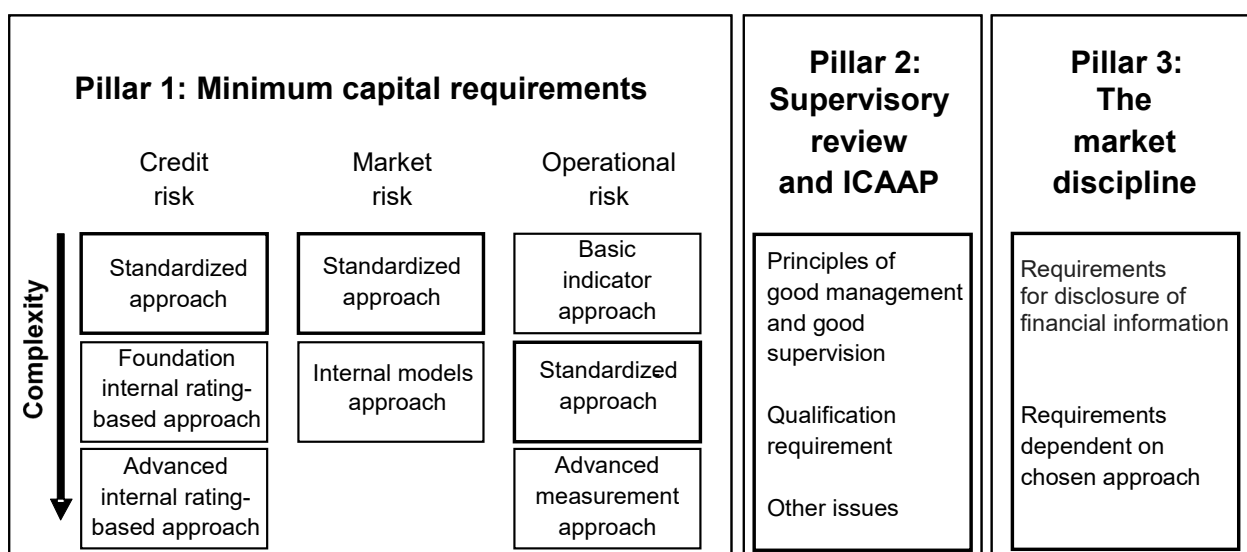 Pillar 1: Minimum capital requirements
Credit
risk
Market
risk
Operational
risk
Complexity
Standardized
approach
Foundation
internal rating-
based approach
Advanced
internal rating-
based approach
Standardized
approach
Internal models
approach
Basic
indicator
approach
Standardized
approach
Advanced
measurement
approach
Pillar 2:
Supervisory
review
and ICAAP
Principles of
good management
and good
supervision
Qualification
requirement
Other issues
Pillar 3:
The
market
discipline
Requirements
for disclosure of
financial information
Requirements
dependent on
chosen approach